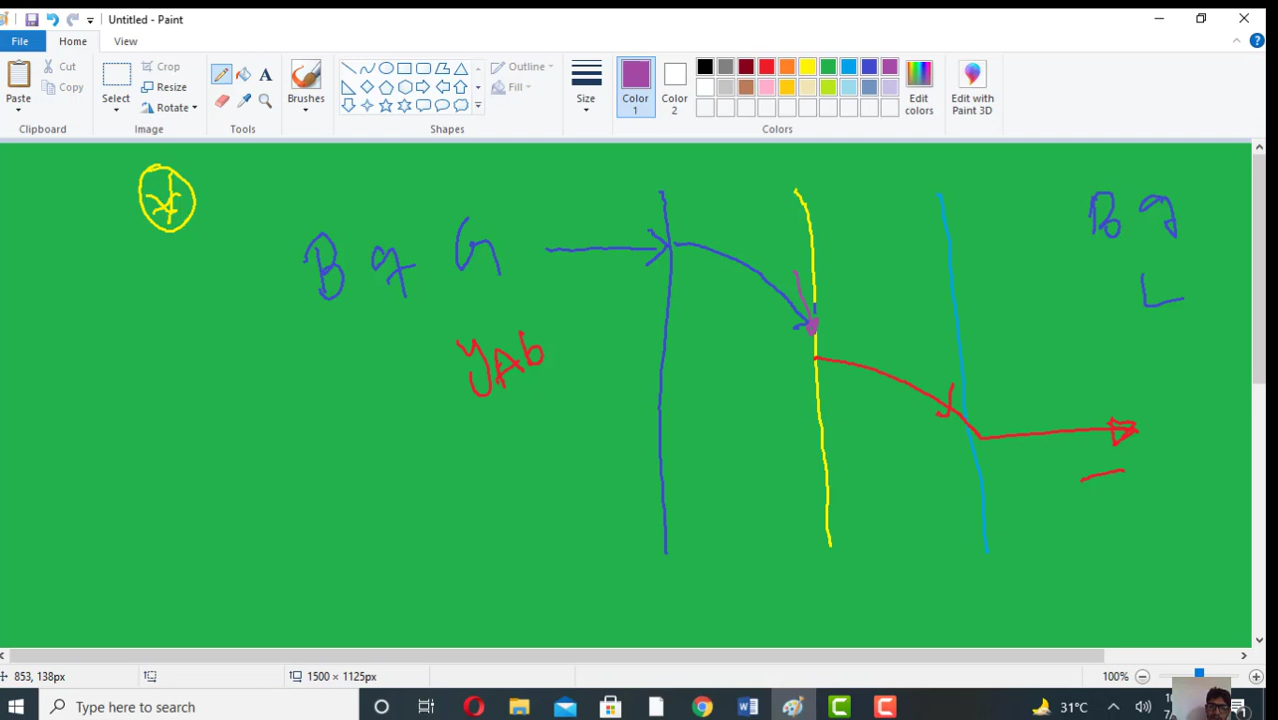 Untitled - Paint
File
Home
View
Paste
Cut
Copy
Clipboard
Select
Crop
Resize
Rotate
Image
A
Tools
Brushes
Outline
Fill
Shapes
Size
Color
1
Color
2
Edit
colors
Colors
Edit with
Paint 3D
yAb
L
853, 138px
1500 × 1125px
100%
Type here to search
31°C